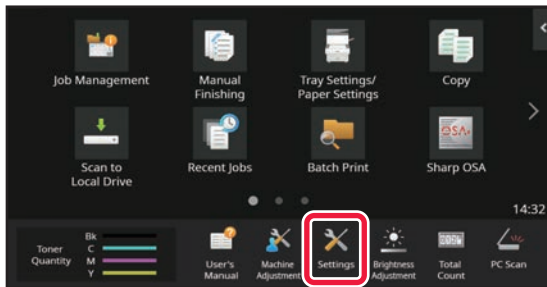 Job Management
Manual
Finishing
Tray Settings/
Paper Settings
Copy
Scan to
Local Drive
Recent Jobs
Batch Print
OSA
Sharp OSA
14:32
Toner
Quantity
Bk
C
M
Y
User's
Manual
Machine
Adjustment
Settings
Brightness
Adjustment
Total
Count
PC Scan